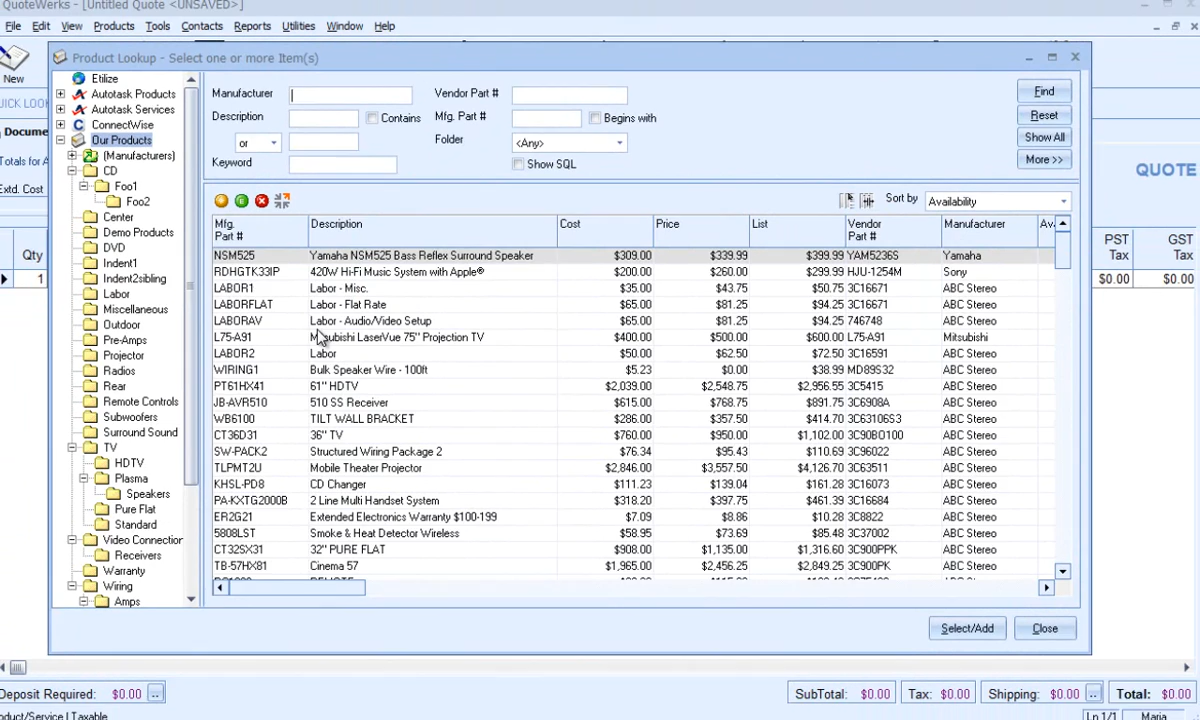 QuoteWerks - [Untitled Quote <UNSAVED>]
File Edit View Products Tools Contacts Reports Utilities Window Help
New
Product Lookup - Select one or more Item(s)
QUICK LOOK
Docume
Totals for A
Extd. Cost
Qty
1
Etilize
Autotask Products
Autotask Services
ConnectWise
Our Products
(Manufacturers)
CD
Foo1
Foo2
Center
Demo Products
DVD
Indent1
Indent2sibling
Labor
Miscellaneous
Outdoor
Pre-Amps
Projector
Radios
Rear
Remote Controls
Subwoofers
Surround Sound
TV
HDTV
Plasma
Speakers
Pure Flat
Standard
Video Connection
Receivers
Warranty
Wiring
Amps
Manufacturer Vendor Part # Find
Description Contains Mfg. Part # Begins with Reset
or Folder <Any> Show All
Keyword Show SQL More >>
Sort by Availability
Mfg. Part # Description Cost Price List Vendor Part # Manufacturer Av
NSM525 Yamaha NSM525 Bass Reflex Surround Speaker $309.00 $339.99 $399.99 YAM5236S Yamaha
RDHGTK33IP 420W Hi-Fi Music System with Apple® $200.00 $260.00 $299.99 HJU-1254M Sony
LABOR1 Labor - Misc. $35.00 $43.75 $50.75 3C16671 ABC Stereo
LABORFLAT Labor - Flat Rate $65.00 $81.25 $94.25 3C16671 ABC Stereo
LABORAV Labor - Audio/Video Setup $65.00 $81.25 $94.25 746748 ABC Stereo
L75-A91 Mitsubishi LaserVue 75" Projection TV $400.00 $500.00 $600.00 L75-A91 Mitsubishi
LABOR2 Labor $50.00 $62.50 $72.50 3C16591 ABC Stereo
WIRING1 Bulk Speaker Wire - 100ft $5.23 $0.00 $38.99 MD89S32 ABC Stereo
PT61HX41 61" HDTV $2,039.00 $2,548.75 $2,956.55 3C5415 ABC Stereo
JB-AVR510 510 SS Receiver $615.00 $768.75 $891.75 3C6908A ABC Stereo
WB6100 TILT WALL BRACKET $286.00 $357.50 $414.70 3C63106S3 ABC Stereo
CT36D31 36" TV $760.00 $950.00 $1,102.00 3C90BO100 ABC Stereo
SW-PACK2 Structured Wiring Package 2 $76.34 $95.43 $110.69 3C96022 ABC Stereo
TLPMT2U Mobile Theater Projector $2,846.00 $3,557.50 $4,126.70 3C63511 ABC Stereo
KHSL-PD8 CD Changer $111.23 $139.04 $161.28 3C16073 ABC Stereo
PA-KXTG2000B 2 Line Multi Handset System $318.20 $397.75 $461.39 3C16684 ABC Stereo
ER2G21 Extended Electronics Warranty $100-199 $7.09 $8.86 $10.28 3C8822 ABC Stereo
5808LST Smoke & Heat Detector Wireless $58.95 $73.69 $85.48 3C37002 ABC Stereo
CT32SX31 32" PURE FLAT $908.00 $1,135.00 $1,316.60 3C900PPK ABC Stereo
TB-57HX81 Cinema 57 $1,965.00 $2,456.25 $2,849.25 3C900PK ABC Stereo
Select/Add Close
QUOTE
PST Tax GST Tax
$0.00 $0.00
Deposit Required: $0.00 ... SubTotal: $0.00 Tax: $0.00 Shipping: $0.00 ... Total: $0.00
oduct/Service | Taxable Ln 1/1 Maria